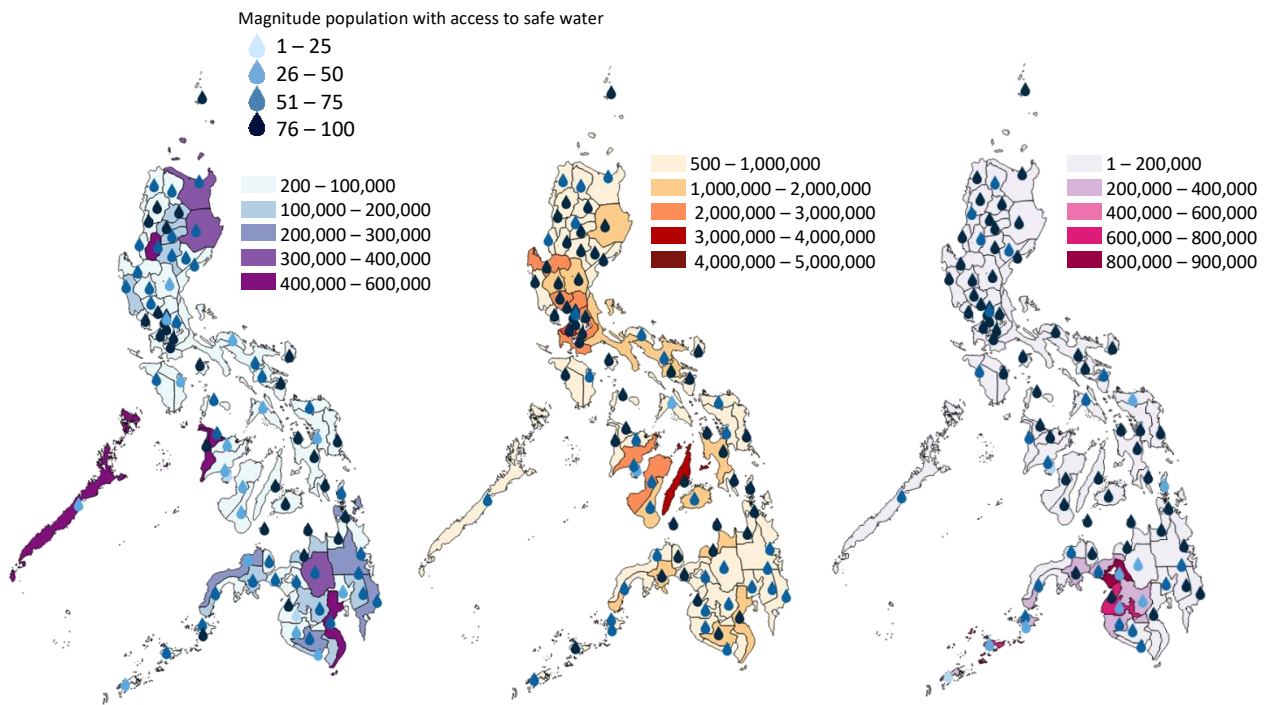 Magnitude population with access to safe water
1 – 25
26 – 50
51 – 75
76 – 100
200 – 100,000
100,000 – 200,000
200,000 – 300,000
300,000 – 400,000
400,000 – 600,000
500 – 1,000,000
1,000,000 – 2,000,000
2,000,000 – 3,000,000
3,000,000 – 4,000,000
4,000,000 – 5,000,000
1 – 200,000
200,000 – 400,000
400,000 – 600,000
600,000 – 800,000
800,000 – 900,000